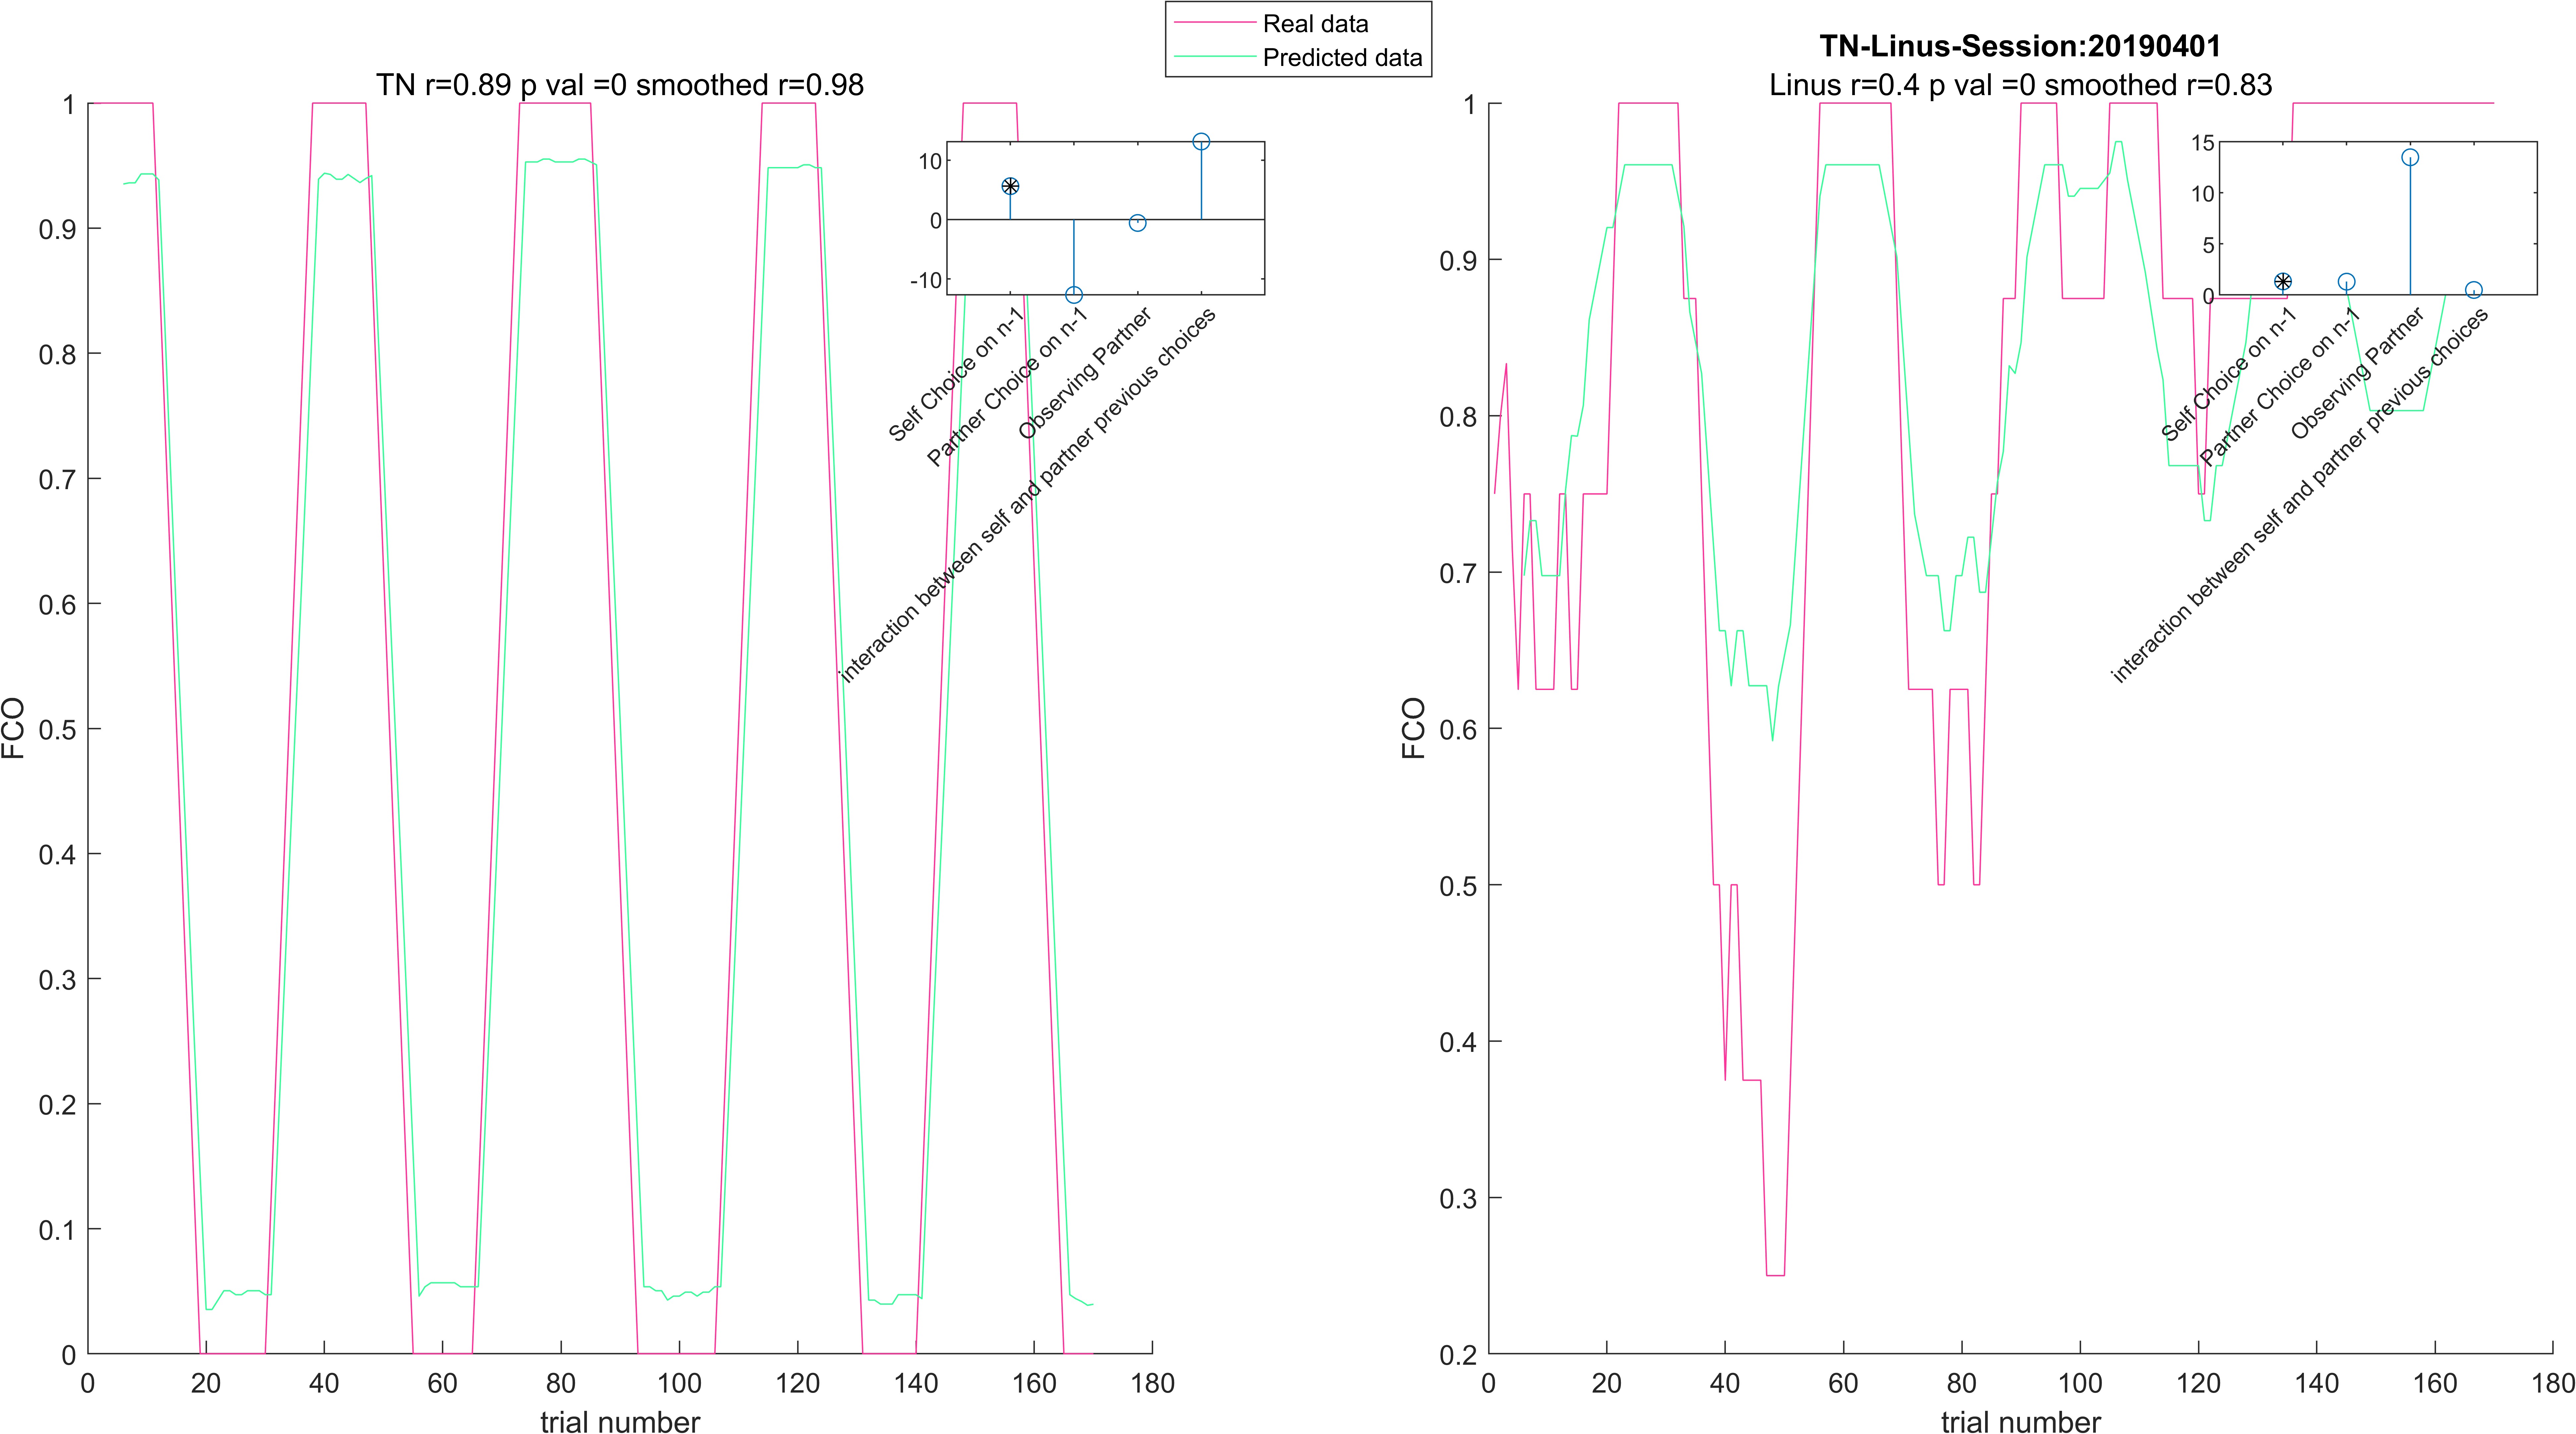 Real data
Predicted data
TN r=0.89 p val =0 smoothed r=0.98
1
0.9
0.8
0.7
0.6
0.5
0.4
0.3
0.2
0.1
0
FCO
0
20
40
60
80
100
120
140
160
180
trial number
10
0
-10
Self Choice on n-1
Partner Choice on n-1
Observing Partner
interaction between self and partner previous choices
TN-Linus-Session:20190401
Linus r=0.4 p val =0 smoothed r=0.83
1
0.9
0.8
0.7
0.6
0.5
0.4
0.3
0.2
FCO
0
20
40
60
80
100
120
140
160
180
trial number
15
10
5
0
Self Choice on n-1
Partner Choice on n-1
Observing Partner
interaction between self and partner previous choices